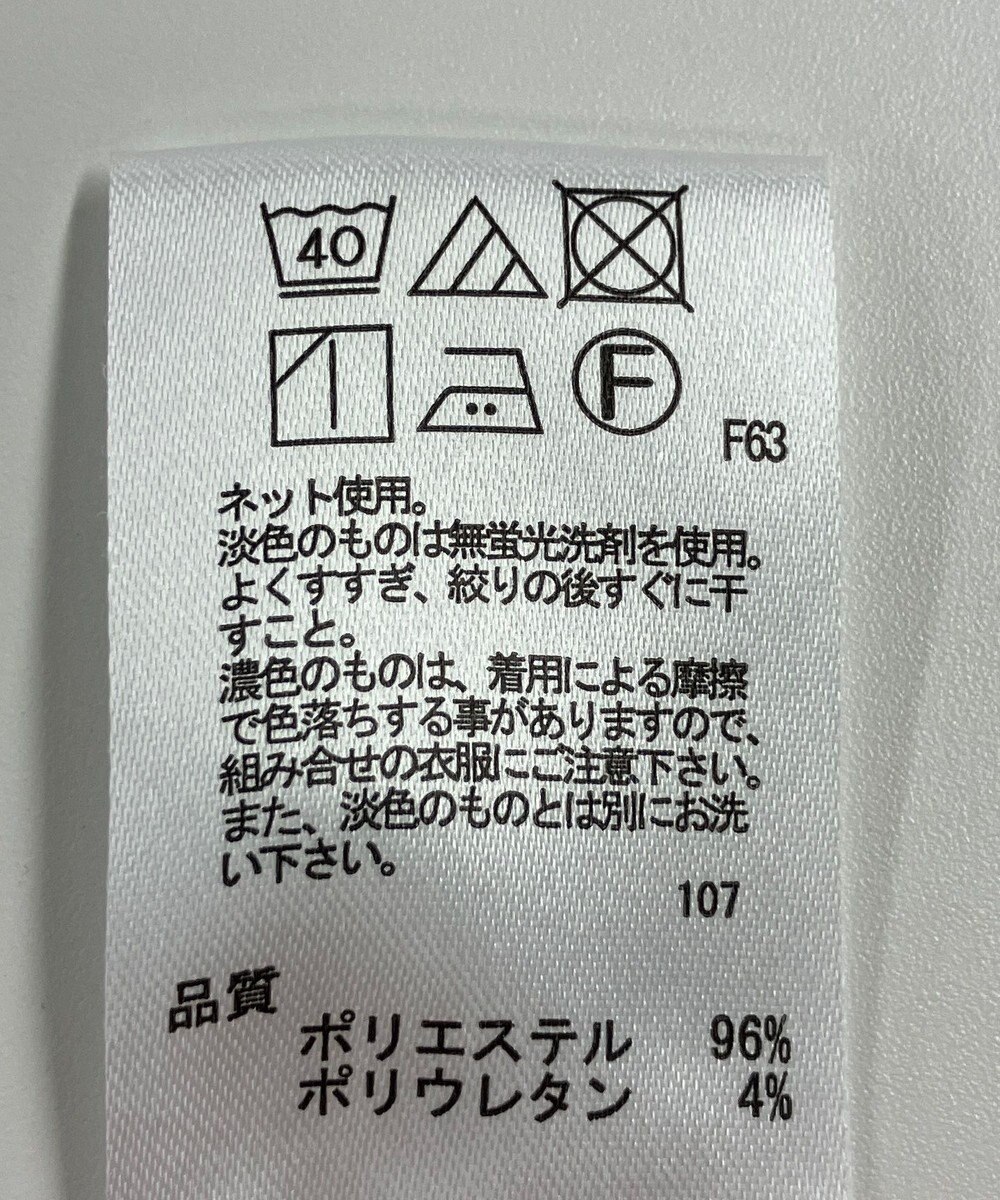 40
F
F63
ネット使用。
淡色のものは無蛍光洗剤を使用。
よくすすぎ、絞りの後すぐに干
すこと。
濃色のものは、着用による摩擦
で色落ちする事がありますので、
組み合せの衣服にご注意下さい。
また、淡色のものとは別にお洗
い下さい。
107
品質
ポリエステル 96%
ポリウレタン 4%